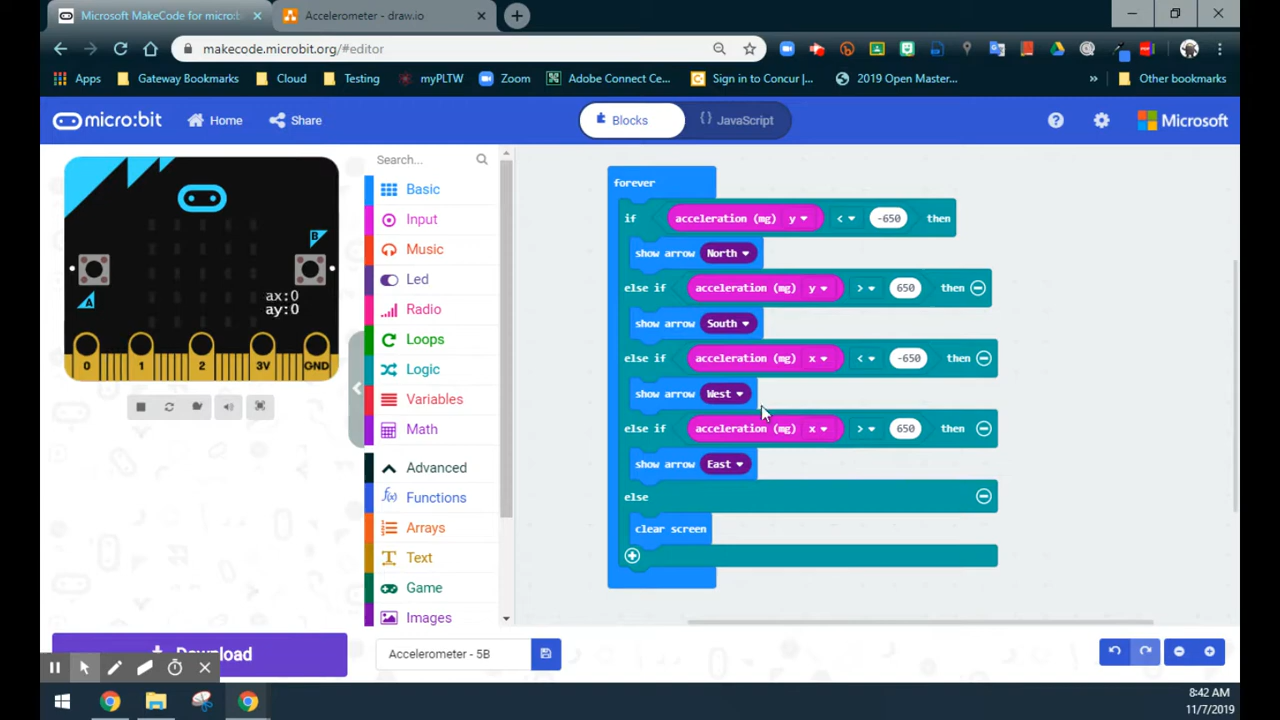 Microsoft MakeCode for micro:b
Accelerometer - draw.io
makecode.microbit.org/#editor
Apps
Gateway Bookmarks
Cloud
Testing
myPLTW
Zoom
Adobe Connect Ce...
Sign in to Concur |...
2019 Open Master...
»
Other bookmarks
micro:bit
Home
Share
Blocks
{} JavaScript
Microsoft
B
A
ax:0
ay:0
0 1 2 3V GND
Search...
Basic
Input
Music
Led
Radio
Loops
Logic
Variables
Math
Advanced
Functions
Arrays
Text
Game
Images
forever
if acceleration (mg) y < -650 then
show arrow North
else if acceleration (mg) y > 650 then
show arrow South
else if acceleration (mg) x < -650 then
show arrow West
else if acceleration (mg) x > 650 then
show arrow East
else
clear screen
Download
Accelerometer - 5B
8:42 AM
11/7/2019